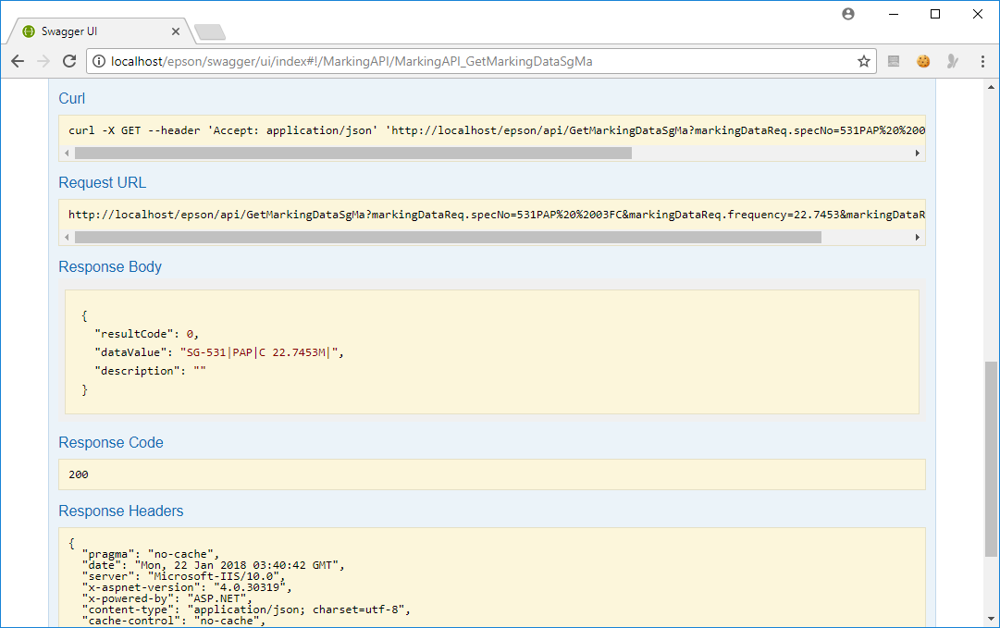 Swagger UI
localhost/epson/swagger/ui/index#!/MarkingAPI/MarkingAPI_GetMarkingDataSgMa
Curl
curl -X GET --header 'Accept: application/json' 'http://localhost/epson/api/GetMarkingDataSgMa?markingDataReq.specNo=531PAP%20%200
Request URL
http://localhost/epson/api/GetMarkingDataSgMa?markingDataReq.specNo=531PAP%20%2003FC&markingDataReq.frequency=22.7453&markingDataR
Response Body
{
"resultCode": 0,
"dataValue": "SG-531|PAP|C 22.7453M|",
"description": ""
}
Response Code
200
Response Headers
{
"pragma": "no-cache",
"date": "Mon, 22 Jan 2018 03:40:42 GMT",
"server": "Microsoft-IIS/10.0",
"x-aspnet-version": "4.0.30319",
"x-powered-by": "ASP.NET",
"content-type": "application/json; charset=utf-8",
"cache-control": "no-cache",